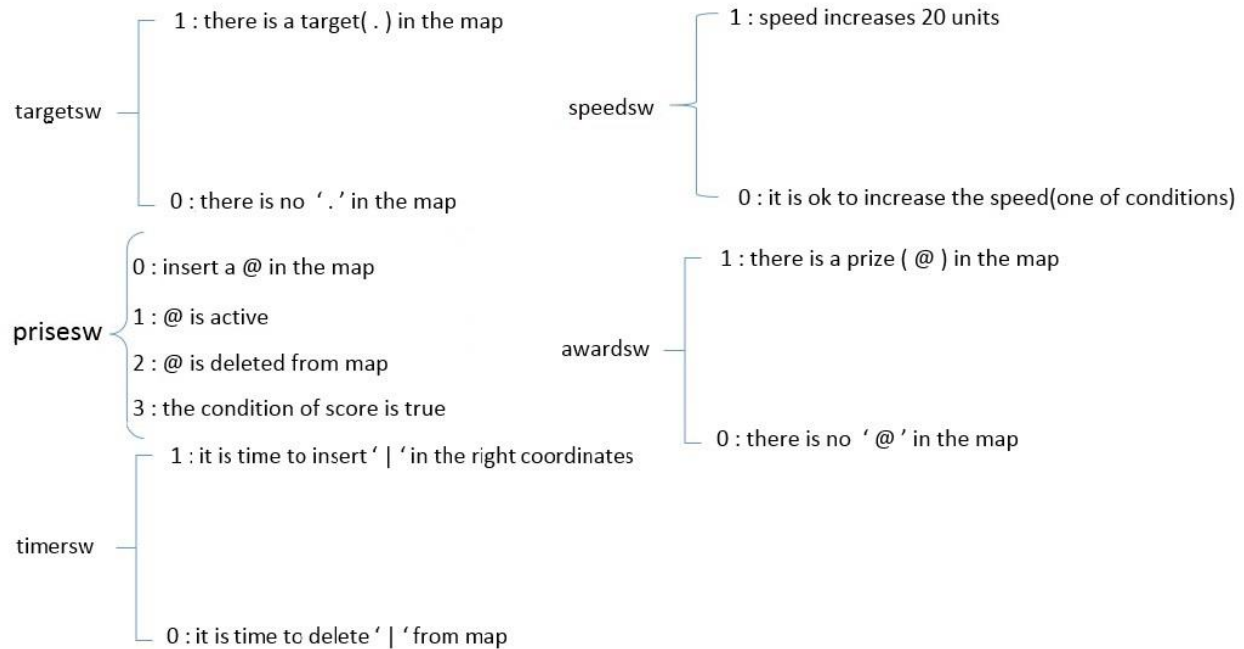 1 : there is a target( . ) in the map
targetsw
0 : there is no ‘ . ’ in the map
1 : speed increases 20 units
speedsw
0 : it is ok to increase the speed(one of conditions)
0 : insert a @ in the map
1 : @ is active
prisesw
2 : @ is deleted from map
3 : the condition of score is true
1 : there is a prize ( @ ) in the map
awardsw
0 : there is no ‘ @ ’ in the map
1 : it is time to insert ‘ | ‘ in the right coordinates
timersw
0 : it is time to delete ‘ | ‘ from map